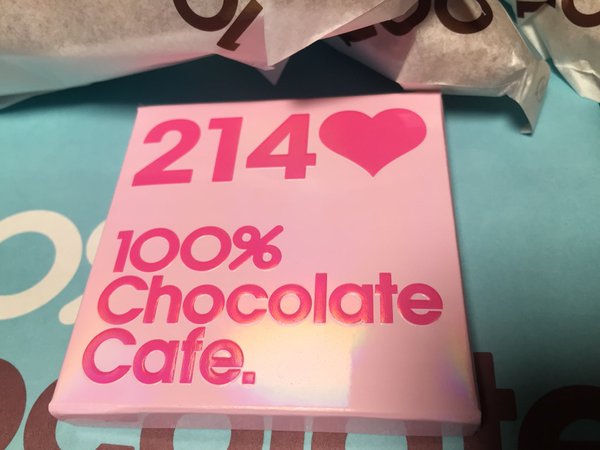 214♥
100%
Chocolate
Cafe.